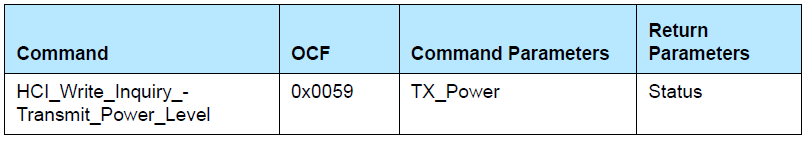 Command OCF Command Parameters Return
Parameters
HCI_Write_Inquiry_- 0x0059 TX_Power Status
Transmit_Power_Level